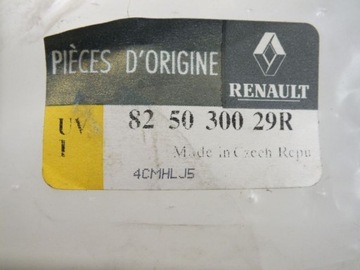 PIÈCES D'ORIGINE
RENAULT
UV 82 50 300 29R
1 Made in Czech Repu
4CMHLJ5